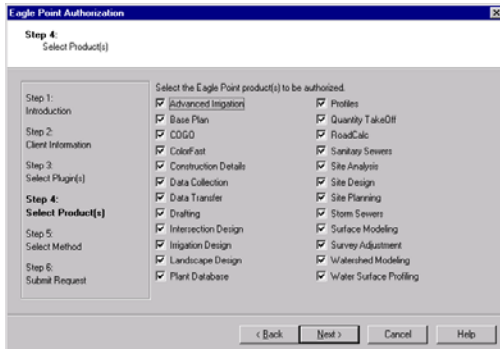 Eagle Point Authorization
Step 4:
Select Product(s)
Step 1:
Introduction
Step 2:
Client Information
Step 3:
Select Plugin(s)
Step 4:
Select Product(s)
Step 5:
Select Method
Step 6:
Submit Request
Select the Eagle Point product(s) to be authorized.
Advanced Irrigation
Base Plan
COGO
ColorFast
Construction Details
Data Collection
Data Transfer
Drafting
Intersection Design
Irrigation Design
Landscape Design
Plant Database
Profiles
Quantity TakeOff
RoadCalc
Sanitary Sewers
Site Analysis
Site Design
Site Planning
Storm Sewers
Surface Modeling
Survey Adjustment
Watershed Modeling
Water Surface Profiling
< Back
Next >
Cancel
Help